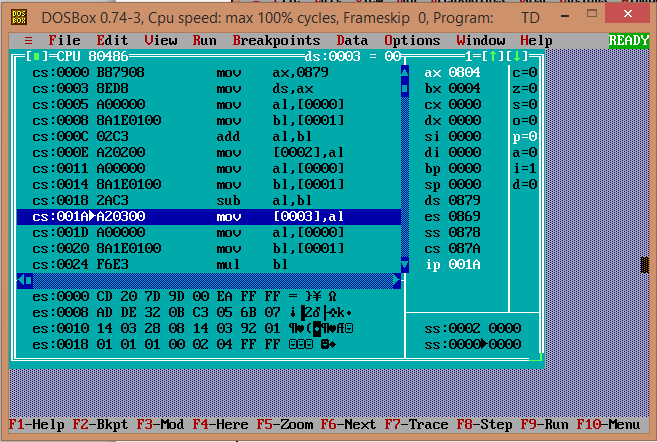 DOSBox 0.74-3, Cpu speed: max 100% cycles, Frameskip 0, Program: TD
≡ File Edit View Run Breakpoints Data Options Window Help READY
[■]=CPU 80486 ds:0003 = 00 1=[↑][↓]
cs:0000 B87908 mov ax,0879 ax 0804 c=0
cs:0003 8ED8 mov ds,ax bx 0004 z=0
cs:0005 A00000 mov al,[0000] cx 0000 s=0
cs:0008 8A1E0100 mov bl,[0001] dx 0000 o=0
cs:000C 02C3 add al,bl si 0000 p=0
cs:000E A20200 mov [0002],al di 0000 a=0
cs:0011 A00000 mov al,[0000] bp 0000 i=1
cs:0014 8A1E0100 mov bl,[0001] sp 0000 d=0
cs:0018 2AC3 sub al,bl ds 0879
cs:001A►A20300 mov [0003],al es 0869
cs:001D A00000 mov al,[0000] ss 0878
cs:0020 8A1E0100 mov bl,[0001] cs 087A
cs:0024 F6E3 mul bl ip 001A
es:0000 CD 20 7D 9D 00 EA FF FF = }¥ Ω
es:0008 AD DE 32 0B C3 05 6B 07
es:0010 14 03 28 08 14 03 92 01
es:0018 01 01 01 00 02 04 FF FF
ss:0002 0000
ss:0000►0000
F1-Help F2-Bkpt F3-Mod F4-Here F5-Zoom F6-Next F7-Trace F8-Step F9-Run F10-Menu